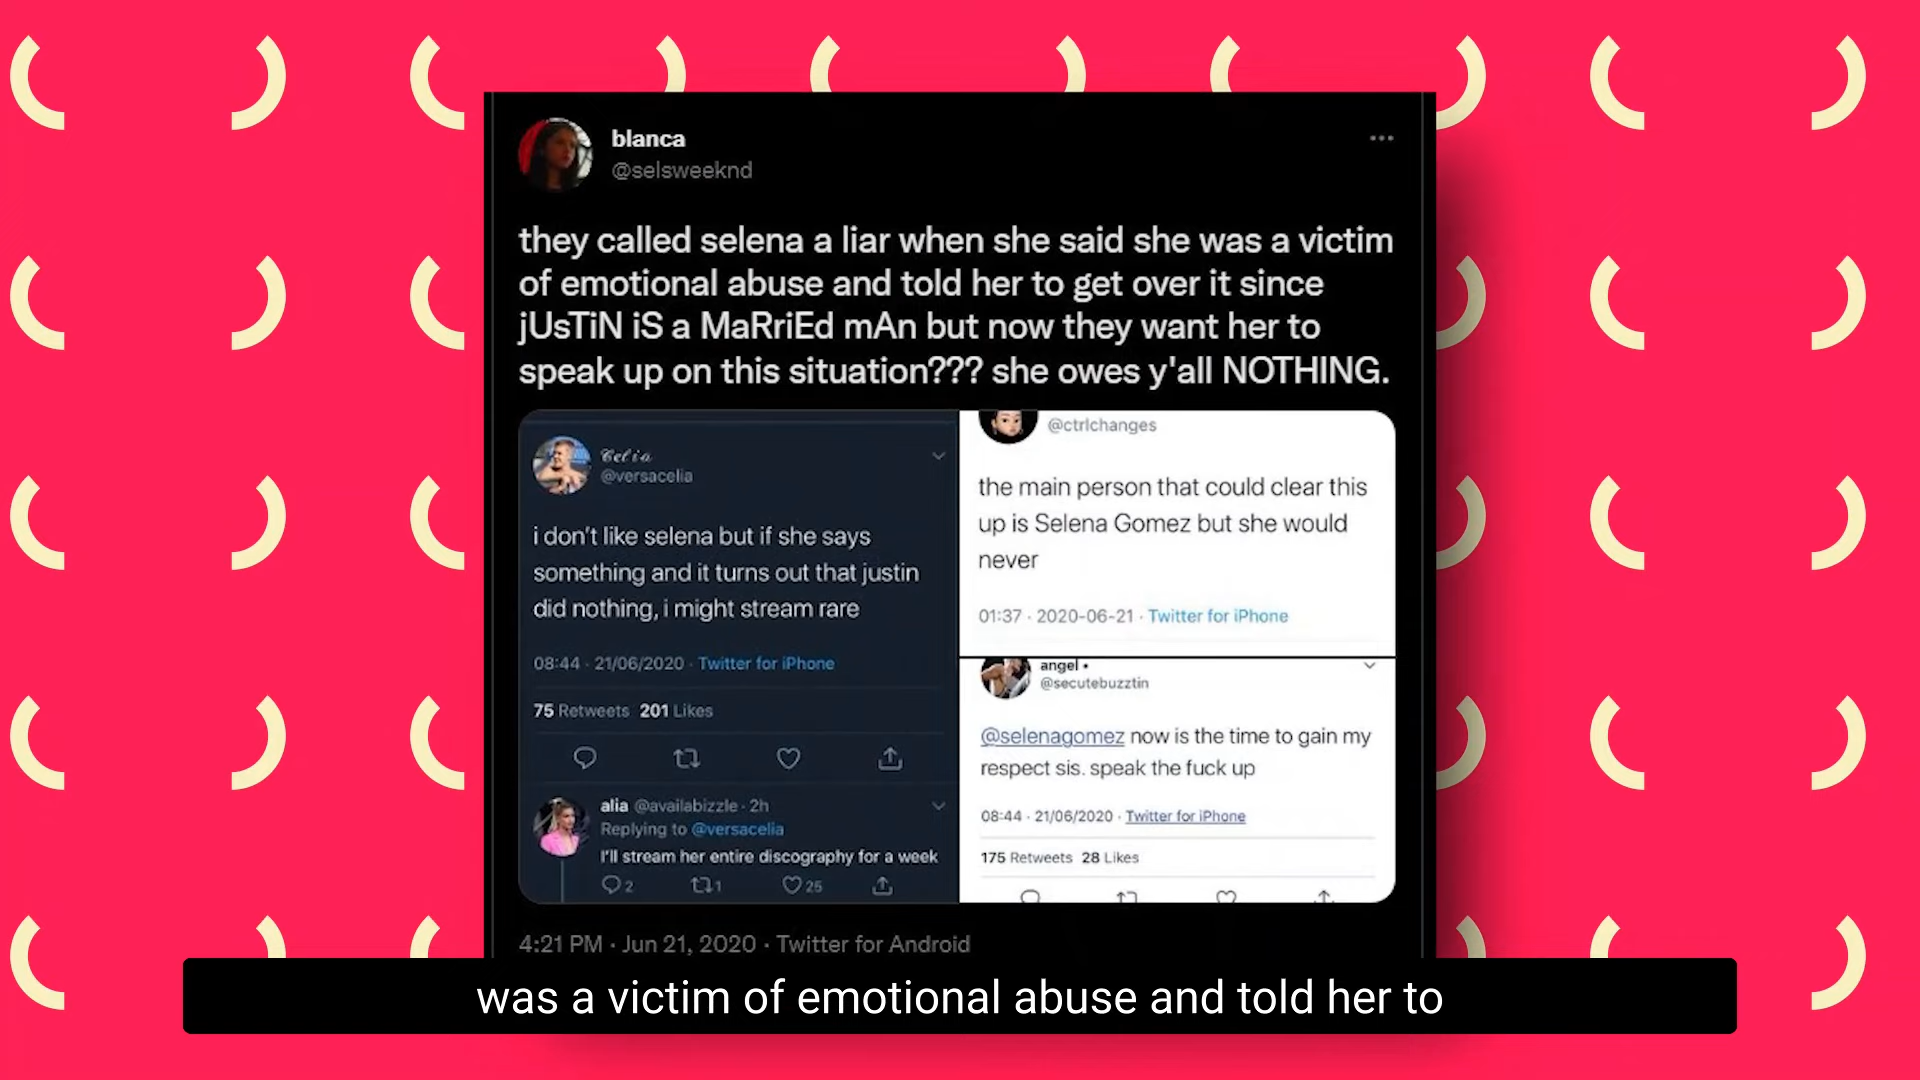 blanca
@selsweeknd
they called selena a liar when she said she was a victim
of emotional abuse and told her to get over it since
jUsTiN iS a MaRriEd mAn but now they want her to
speak up on this situation??? she owes y'all NOTHING.
Celia
@versacelia
i don't like selena but if she says
something and it turns out that justin
did nothing, i might stream rare
08:44 · 21/06/2020 · Twitter for iPhone
75 Retweets 201 Likes
alia @availabizzle · 2h
Replying to @versacelia
I'll stream her entire discography for a week
2 1 25
@ctrlchanges
the main person that could clear this
up is Selena Gomez but she would
never
01:37 · 2020-06-21 · Twitter for iPhone
angel •
@secutebuzztin
@selenagomez now is the time to gain my
respect sis. speak the fuck up
08:44 · 21/06/2020 · Twitter for iPhone
175 Retweets 28 Likes
4:21 PM · Jun 21, 2020 · Twitter for Android
was a victim of emotional abuse and told her to